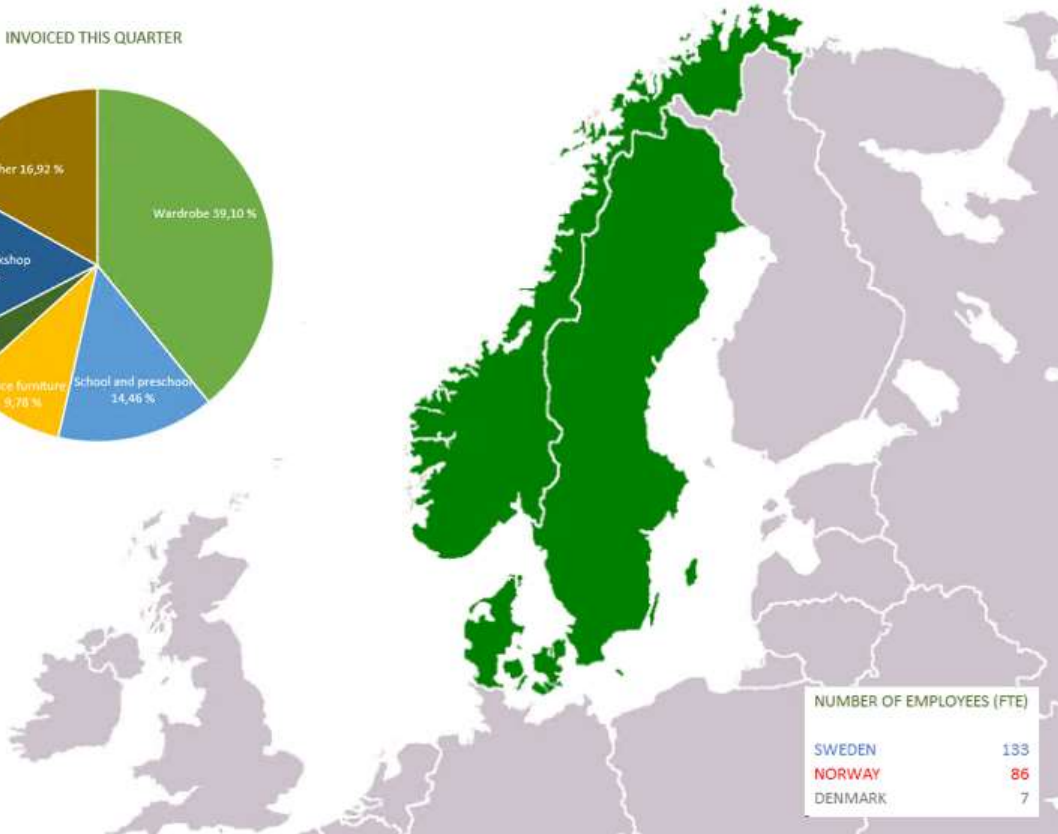 INVOICED THIS QUARTER
her 16,92 %
Wardrobe 39,10 %
kshop
ce furniture
9,78 %
School and preschool
14,46 %
NUMBER OF EMPLOYEES (FTE)
SWEDEN 133
NORWAY 86
DENMARK 7